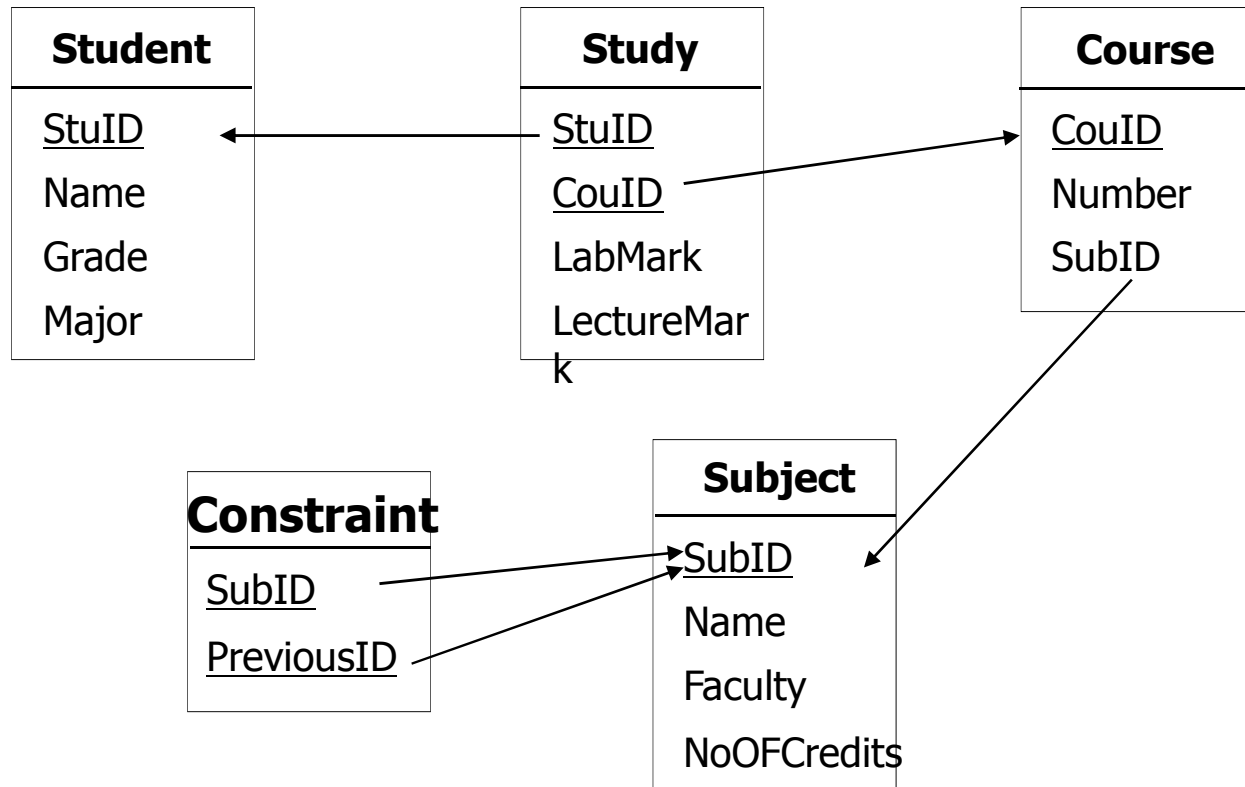 Student
StuID
Name
Grade
Major
Study
StuID
CouID
LabMark
LectureMar
k
Course
CouID
Number
SubID
Constraint
SubID
PreviousID
Subject
SubID
Name
Faculty
NoOFCredits